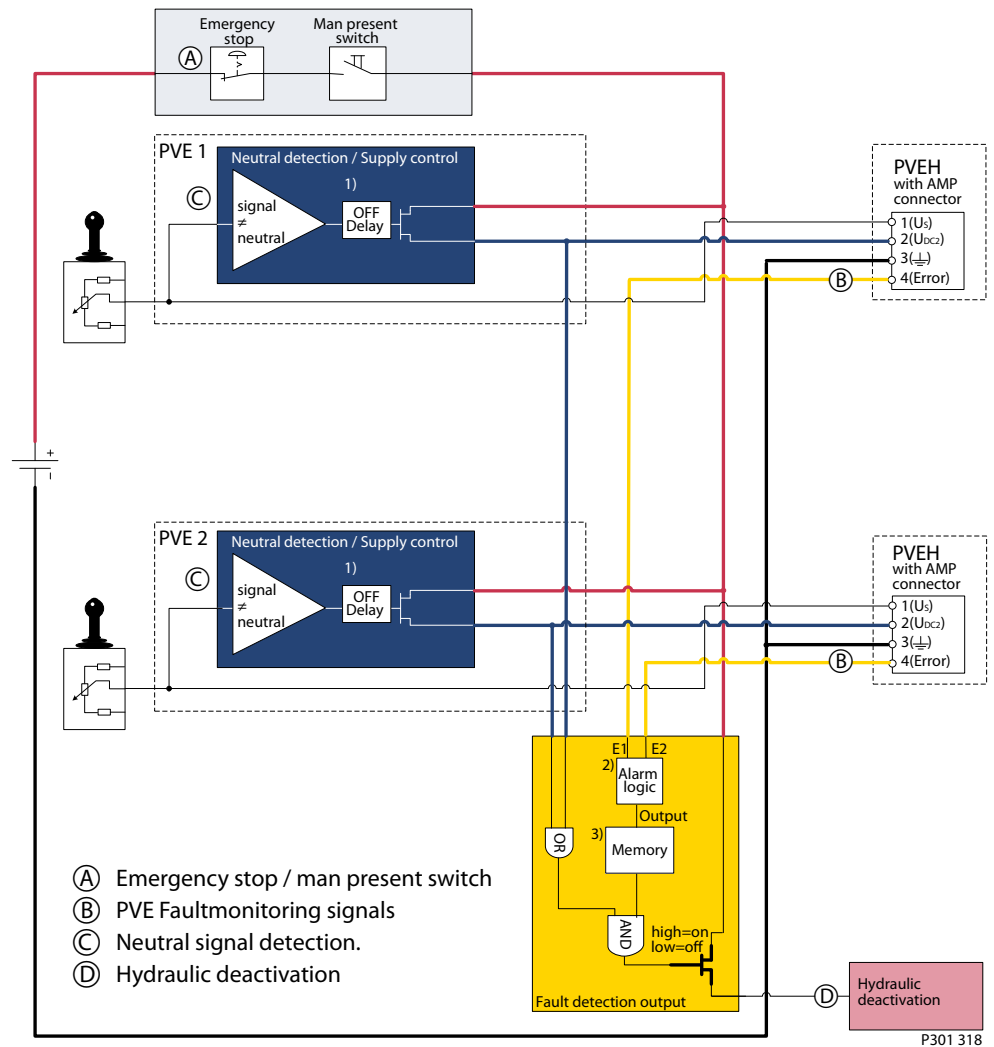 Emergency
stop
Man present
switch
A
PVE 1
Neutral detection / Supply control
1)
C
signal
≠
neutral
OFF
Delay
PVEH
with AMP
connector
1(Us)
2(UDC2)
3(⏚)
4(Error)
B
+
-
PVE 2
Neutral detection / Supply control
1)
C
signal
≠
neutral
OFF
Delay
PVEH
with AMP
connector
1(Us)
2(UDC2)
3(⏚)
4(Error)
B
E1 E2
2)
Alarm
logic
Output
3)
Memory
OR
AND
high=on
low=off
Fault detection output
D
Hydraulic
deactivation
A Emergency stop / man present switch
B PVE Faultmonitoring signals
C Neutral signal detection.
D Hydraulic deactivation
P301 318